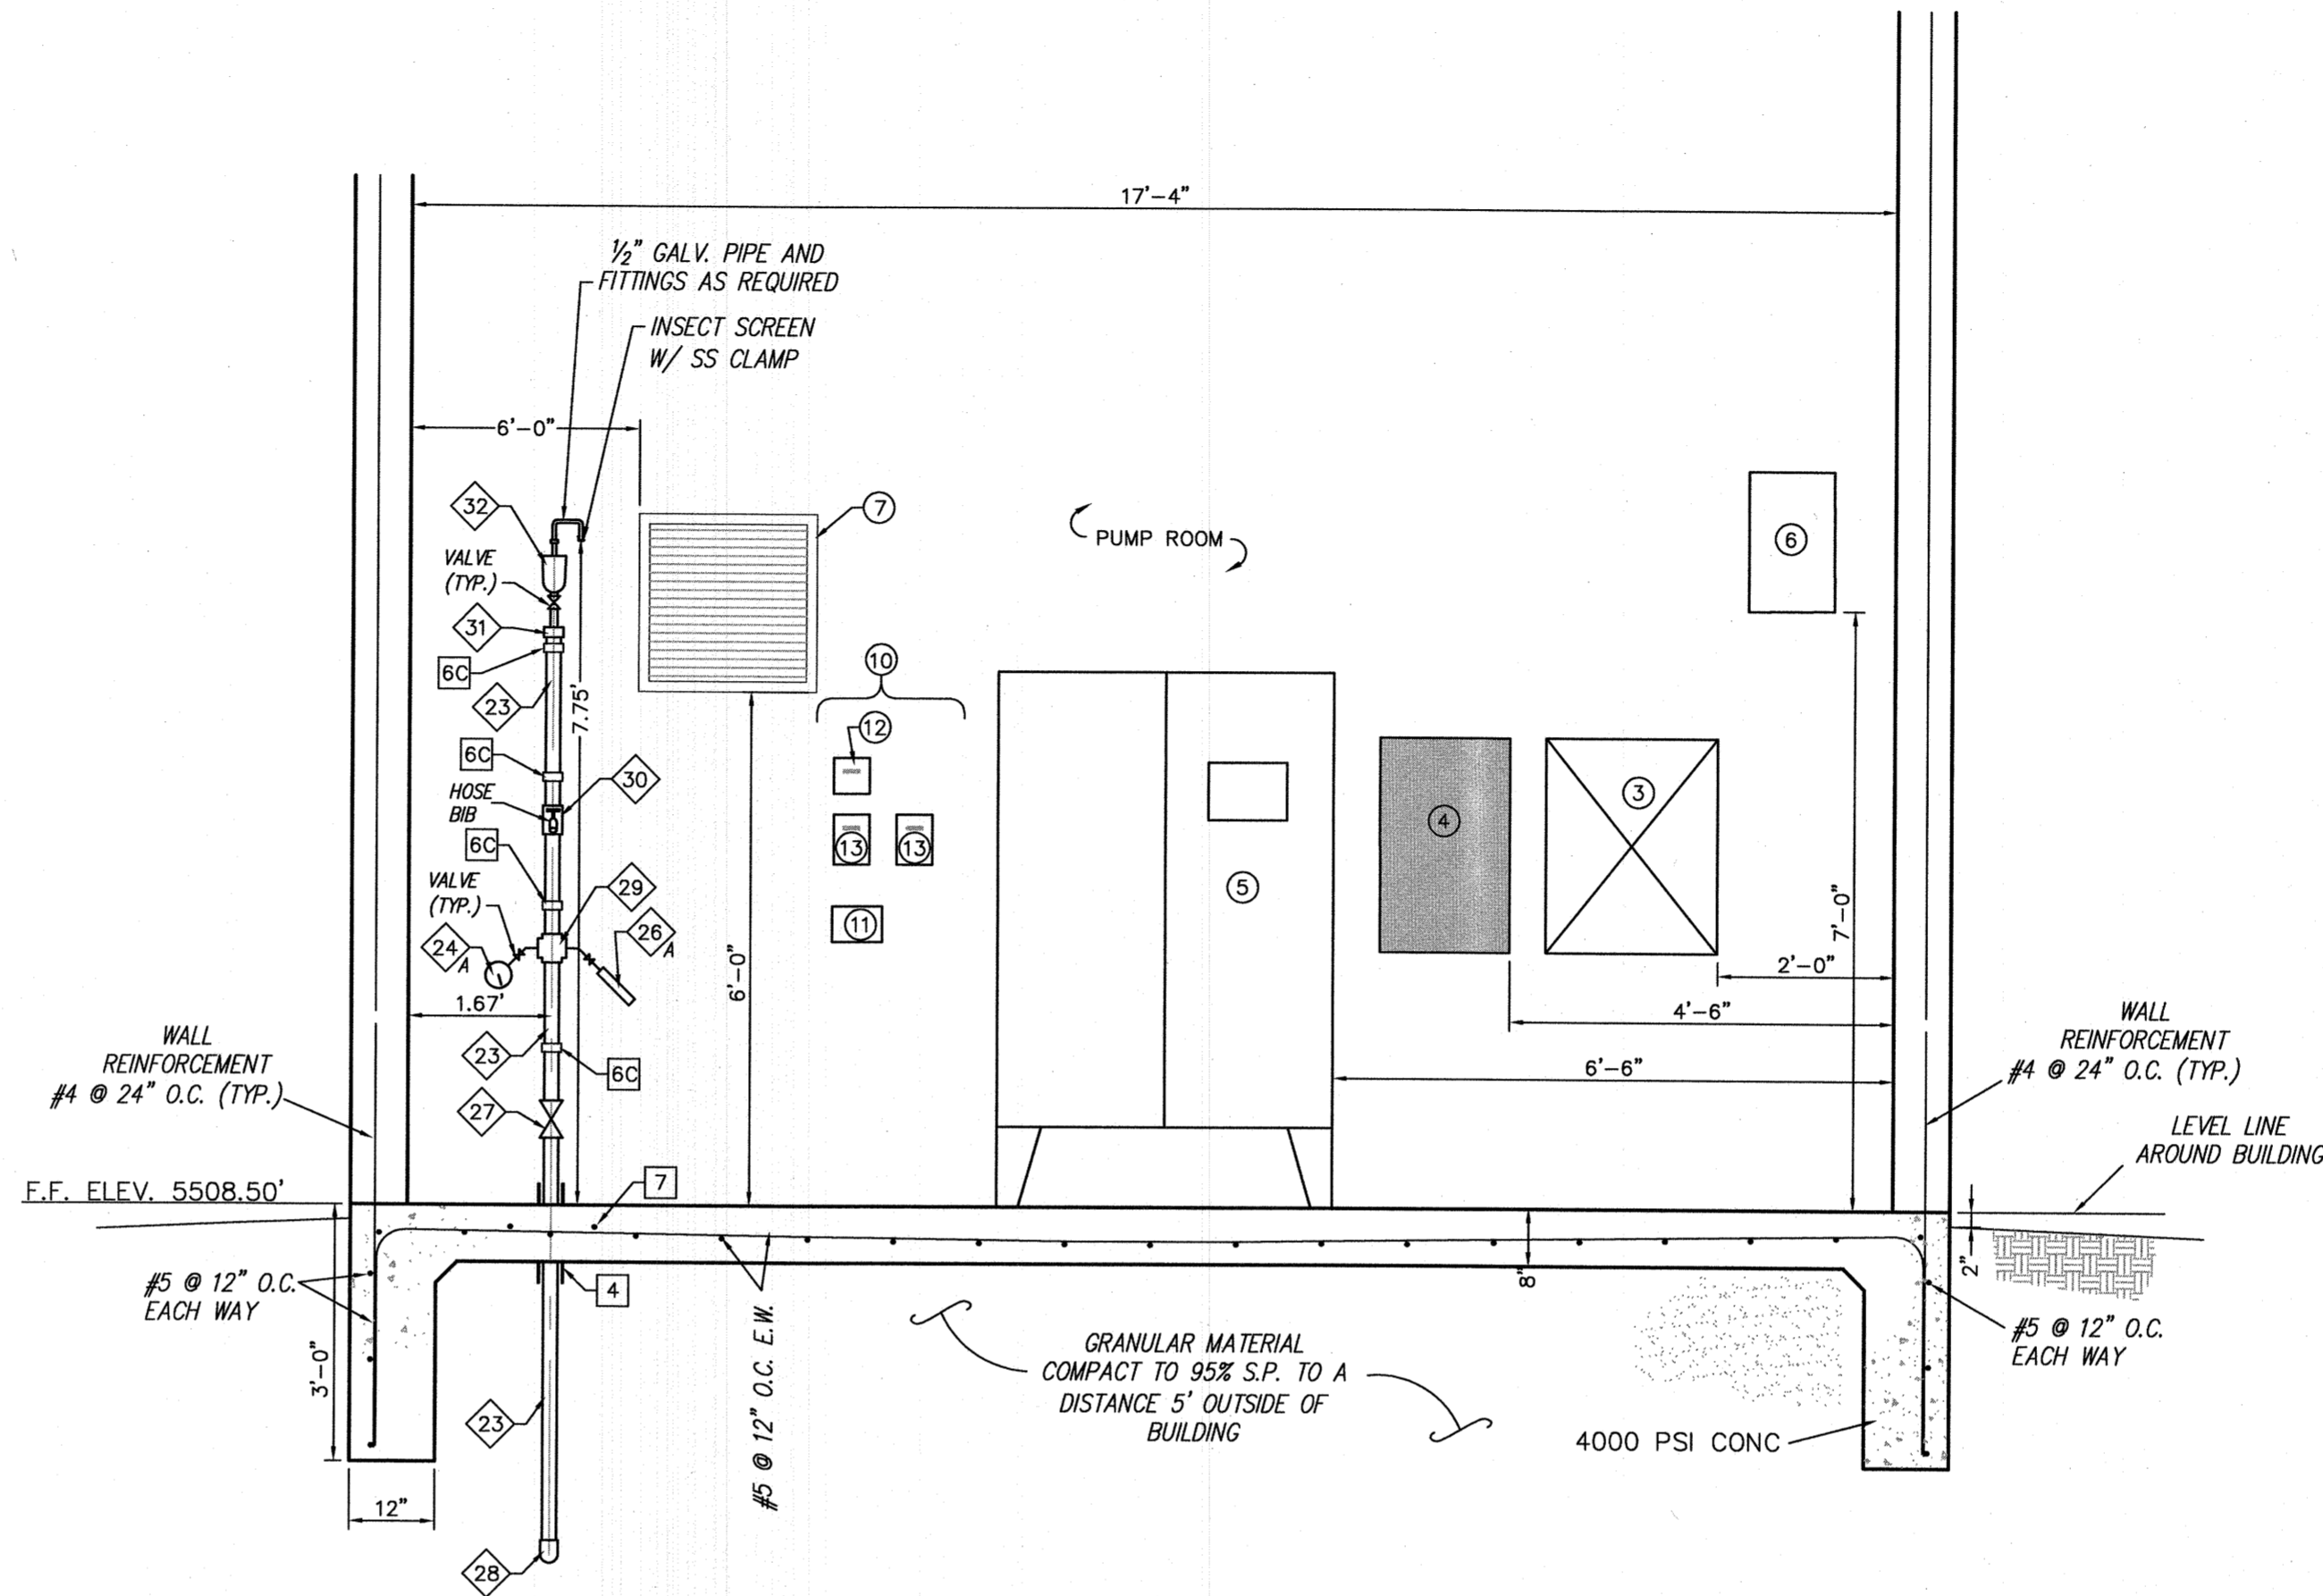 17'-4"
½" GALV. PIPE AND
FITTINGS AS REQUIRED
INSECT SCREEN
W/ SS CLAMP
6'-0"
7
32
VALVE
(TYP.)
PUMP ROOM
6
31
6C
23
7.75'
10
12
6C
HOSE
BIB
30
13
13
6C
VALVE
(TYP.)
29
11
24
A
26
A
4
3
5
6'-0"
7'-0"
2'-0"
1.67'
4'-6"
23
6C
6'-6"
WALL
REINFORCEMENT
#4 @ 24" O.C. (TYP.)
WALL
REINFORCEMENT
#4 @ 24" O.C. (TYP.)
27
LEVEL LINE
AROUND BUILDING
F.F. ELEV. 5508.50'
7
#5 @ 12" O.C.
EACH WAY
4
8"
2"
3'-0"
#5 @ 12" O.C. E.W.
GRANULAR MATERIAL
COMPACT TO 95% S.P. TO A
DISTANCE 5' OUTSIDE OF
BUILDING
#5 @ 12" O.C.
EACH WAY
23
4000 PSI CONC
12"
28